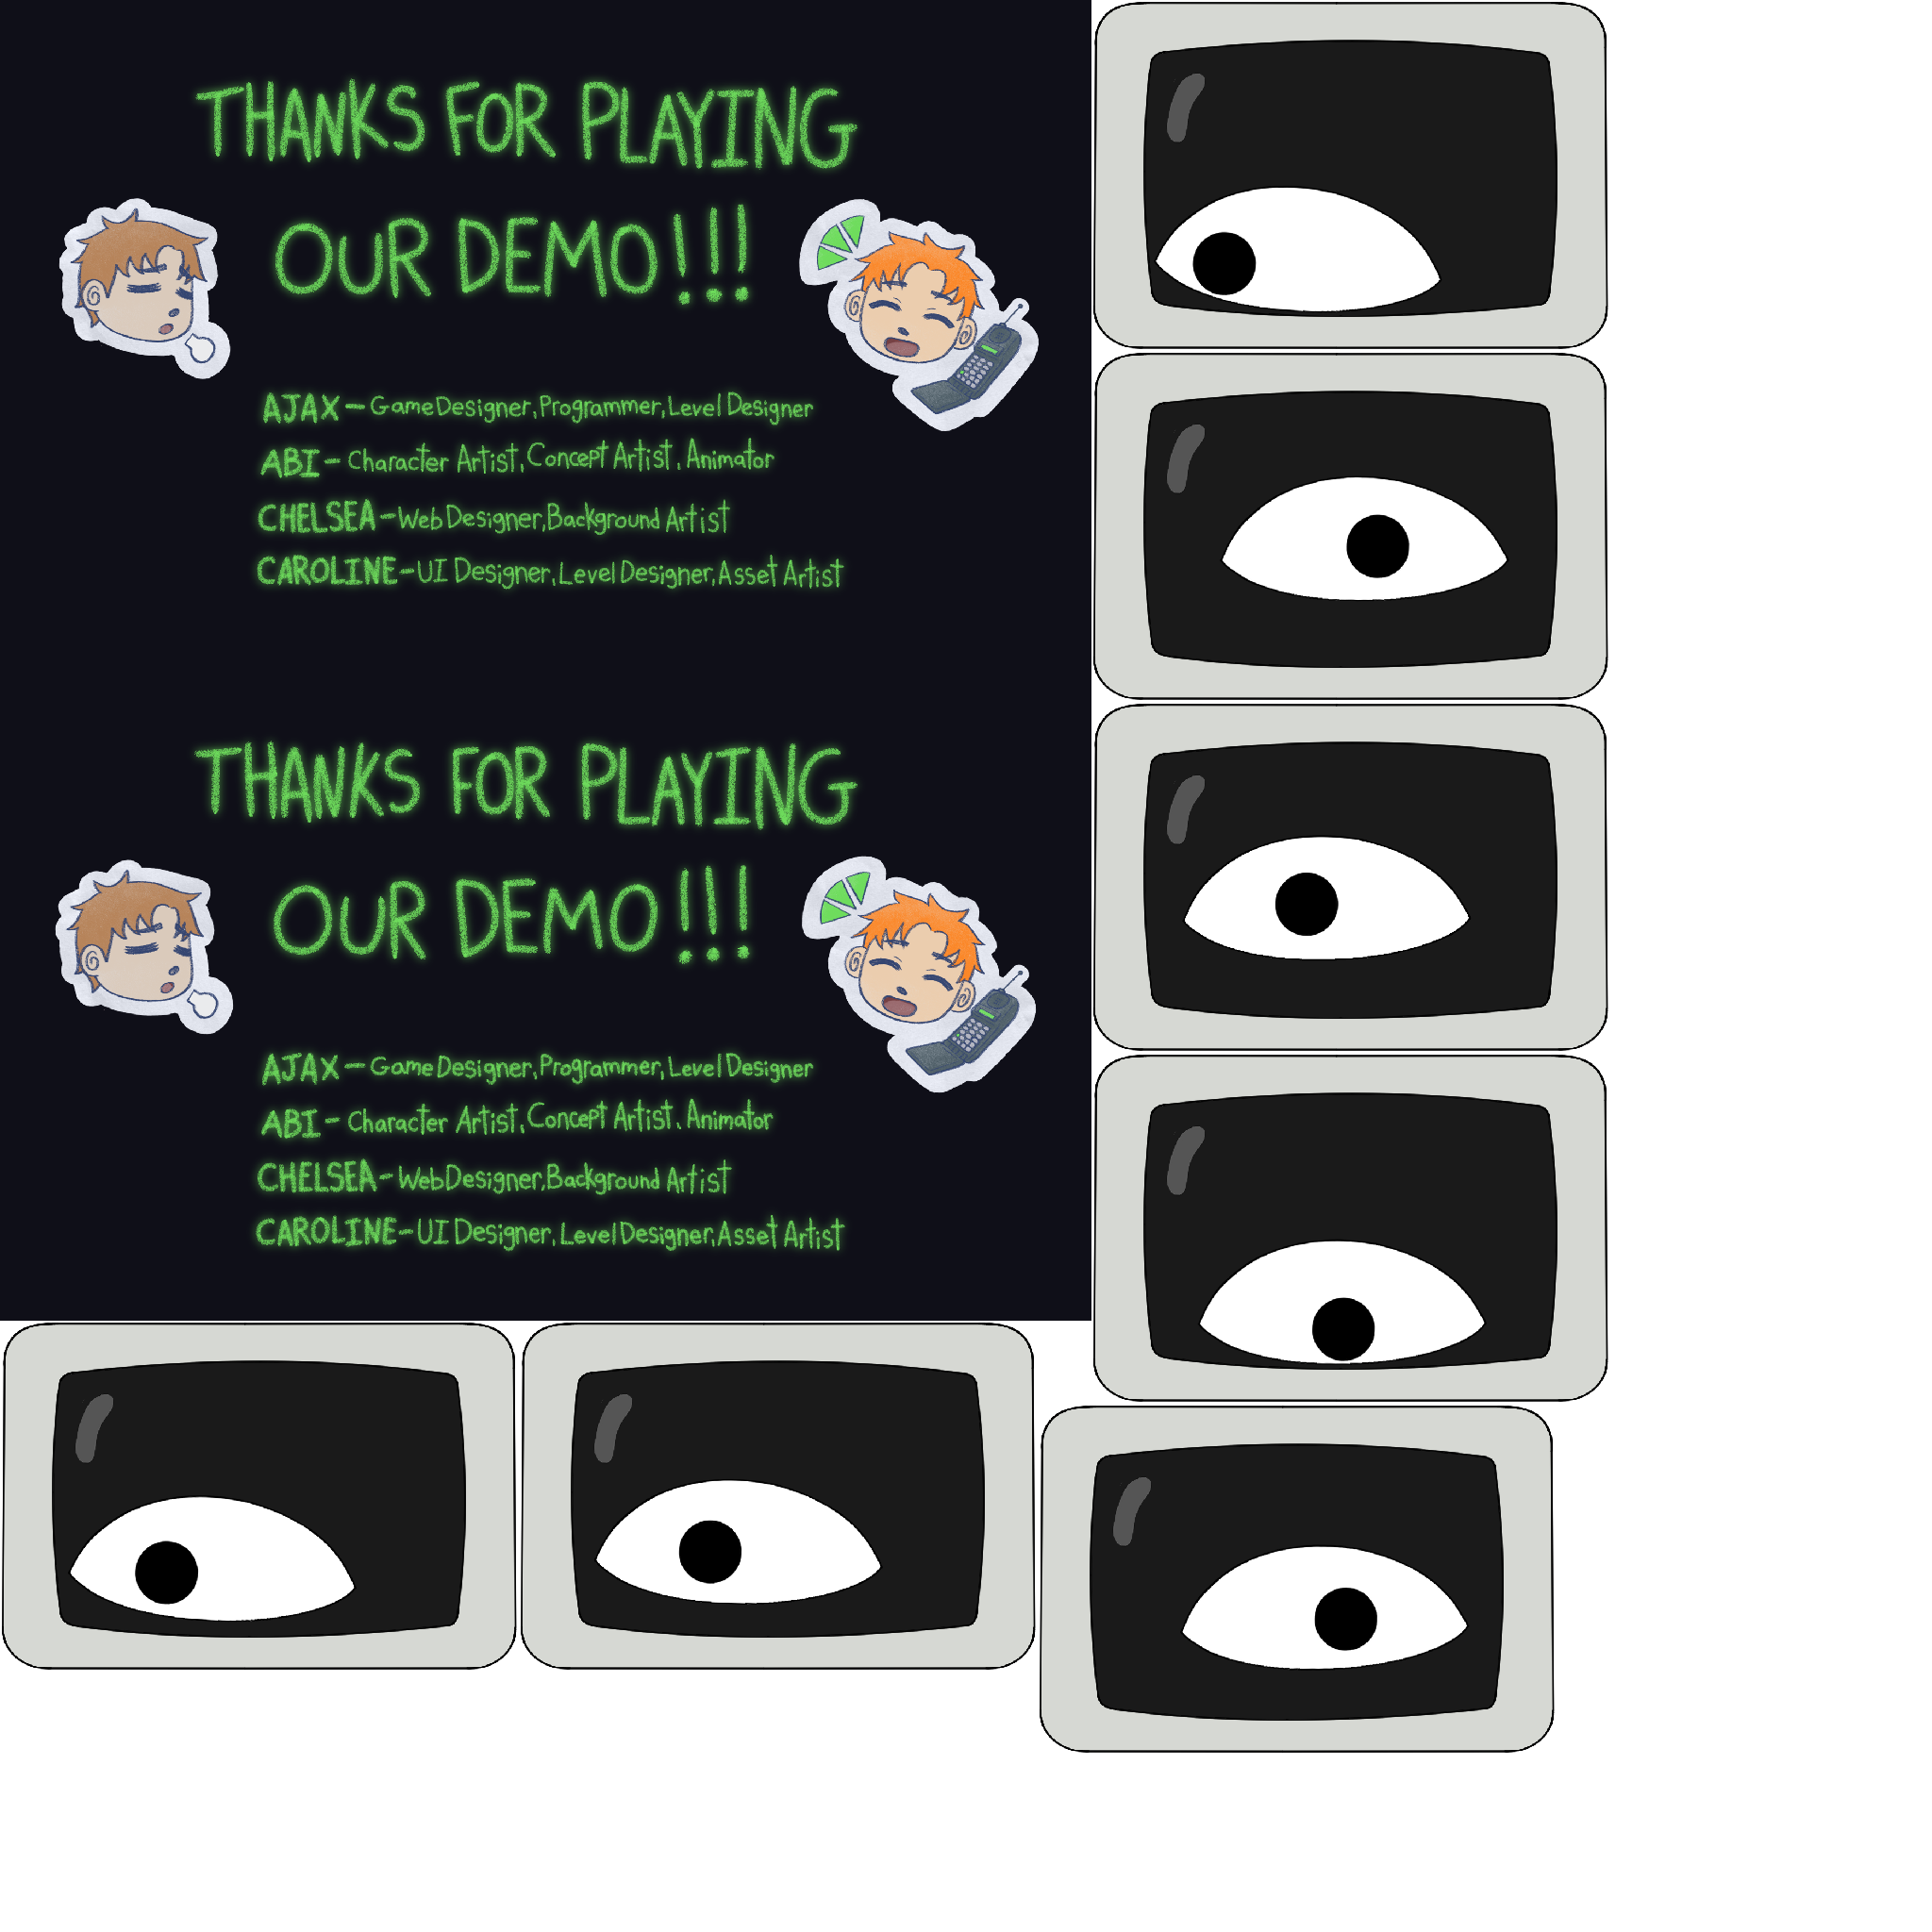 THANKS FOR PLAYING
OUR DEMO!!!
AJAX - Game Designer, Programmer, Level Designer
ABI - Character Artist, Concept Artist, Animator
CHELSEA - Web Designer, Background Artist
CAROLINE - UI Designer, Level Designer, Asset Artist
THANKS FOR PLAYING
OUR DEMO!!!
AJAX - Game Designer, Programmer, Level Designer
ABI - Character Artist, Concept Artist, Animator
CHELSEA - Web Designer, Background Artist
CAROLINE - UI Designer, Level Designer, Asset Artist